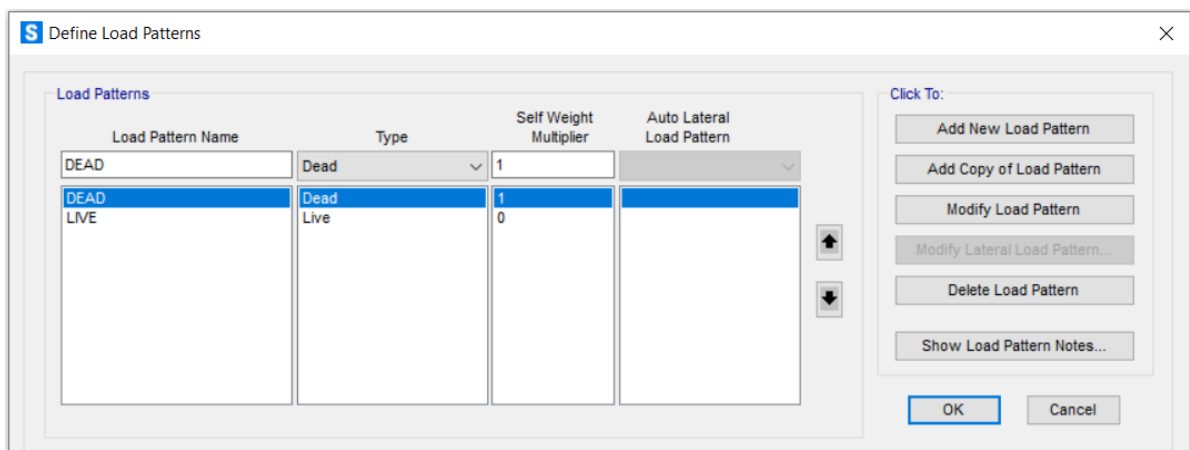 S Define Load Patterns
Load Patterns
Click To:
Load Pattern Name Type Self Weight Multiplier Auto Lateral Load Pattern
DEAD Dead 1
DEAD Dead 1
LIVE Live 0
Add New Load Pattern
Add Copy of Load Pattern
Modify Load Pattern
Modify Lateral Load Pattern...
Delete Load Pattern
Show Load Pattern Notes...
OK Cancel